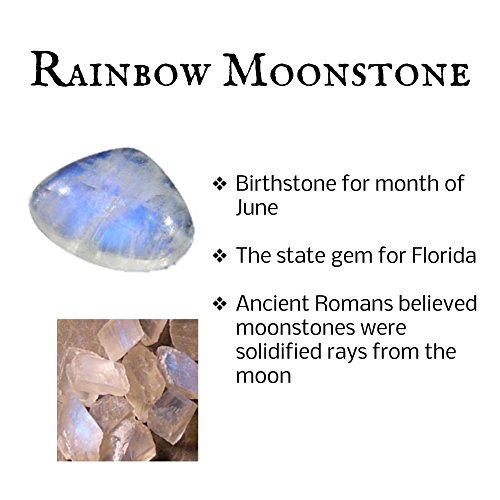 Rainbow Moonstone
❖ Birthstone for month of
June
❖ The state gem for Florida
❖ Ancient Romans believed
moonstones were
solidified rays from the
moon